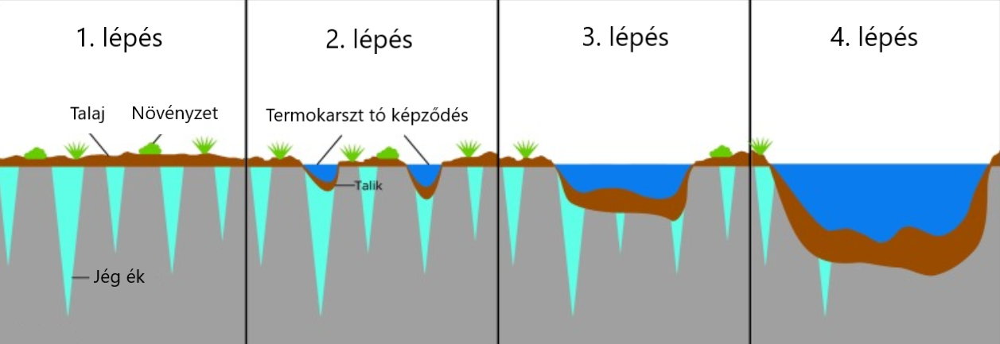 1. lépés
2. lépés
3. lépés
4. lépés
Talaj
Növényzet
Termokarszt tó képződés
Talik
Jég ék